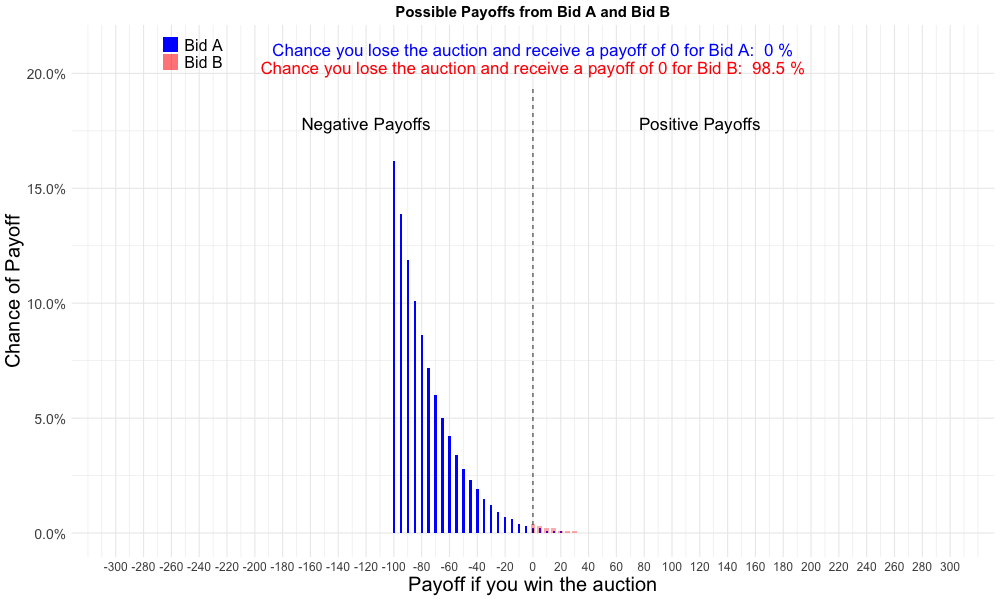 Possible Payoffs from Bid A and Bid B
Bid A
Bid B
Chance you lose the auction and receive a payoff of 0 for Bid A:  0 %
Chance you lose the auction and receive a payoff of 0 for Bid B:  98.5 %
Negative Payoffs
Positive Payoffs
Chance of Payoff
20.0%
15.0%
10.0%
5.0%
0.0%
-300 -280 -260 -240 -220 -200 -180 -160 -140 -120 -100 -80 -60 -40 -20 0 20 40 60 80 100 120 140 160 180 200 220 240 260 280 300
Payoff if you win the auction